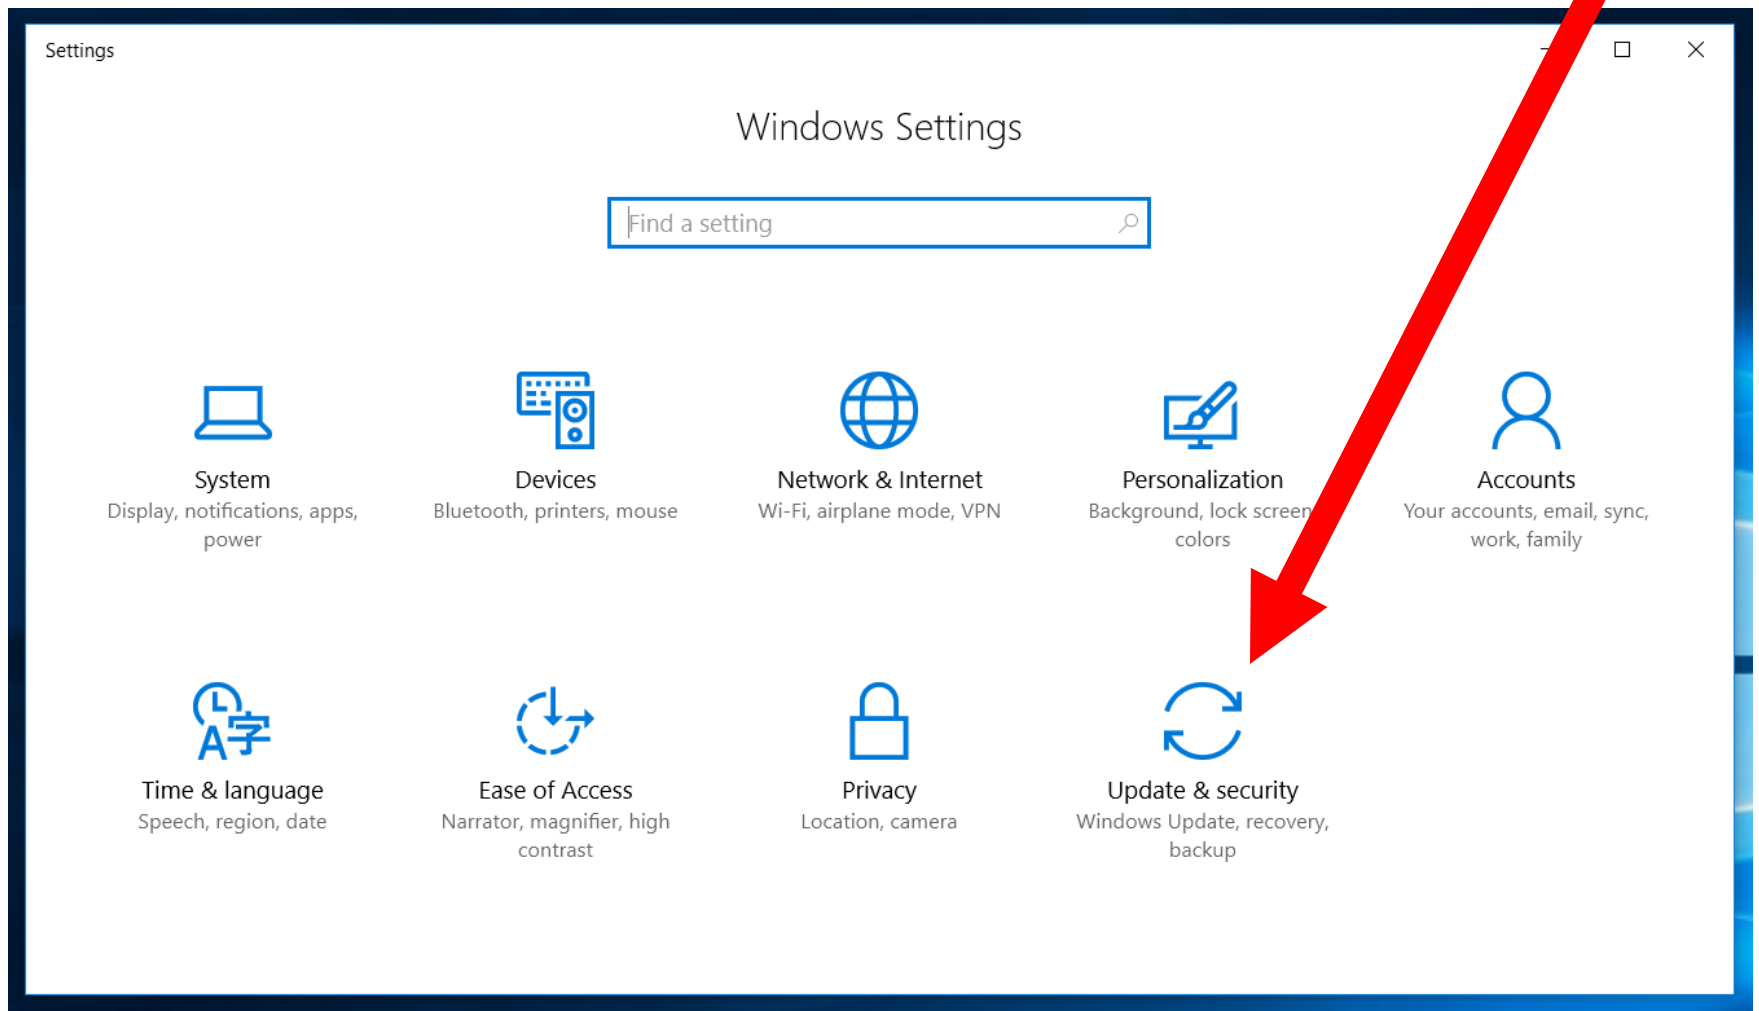 Settings
Windows Settings
Find a setting
System
Display, notifications, apps,
power
Devices
Bluetooth, printers, mouse
Network & Internet
Wi-Fi, airplane mode, VPN
Personalization
Background, lock screen
colors
Accounts
Your accounts, email, sync,
work, family
A字
Time & language
Speech, region, date
Ease of Access
Narrator, magnifier, high
contrast
Privacy
Location, camera
Update & security
Windows Update, recovery,
backup